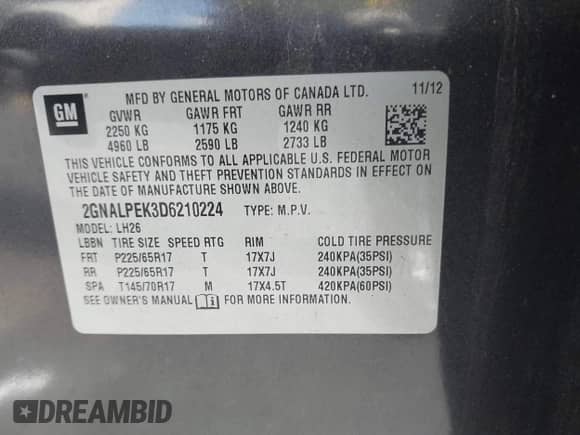 GM
MFD BY GENERAL MOTORS OF CANADA LTD. 11/12
GVWR GAWR FRT GAWR RR
2250 KG 1175 KG 1240 KG
4960 LB 2590 LB 2733 LB
THIS VEHICLE CONFORMS TO ALL APPLICABLE U.S. FEDERAL MOTOR
VEHICLE SAFETY AND THEFT PREVENTION STANDARDS IN EFFECT ON
THE DATE OF MANUFACTURE SHOWN ABOVE.
2GNALPEK3D6210224 TYPE: M.P.V.
MODEL: LH26
LBBN TIRE SIZE SPEED RTG RIM COLD TIRE PRESSURE
FRT P225/65R17 T 17X7J 240KPA(35PSI)
RR P225/65R17 T 17X7J 240KPA(35PSI)
SPA T145/70R17 M 17X4.5T 420KPA(60PSI)
SEE OWNER'S MANUAL FOR MORE INFORMATION.
DREAMBID